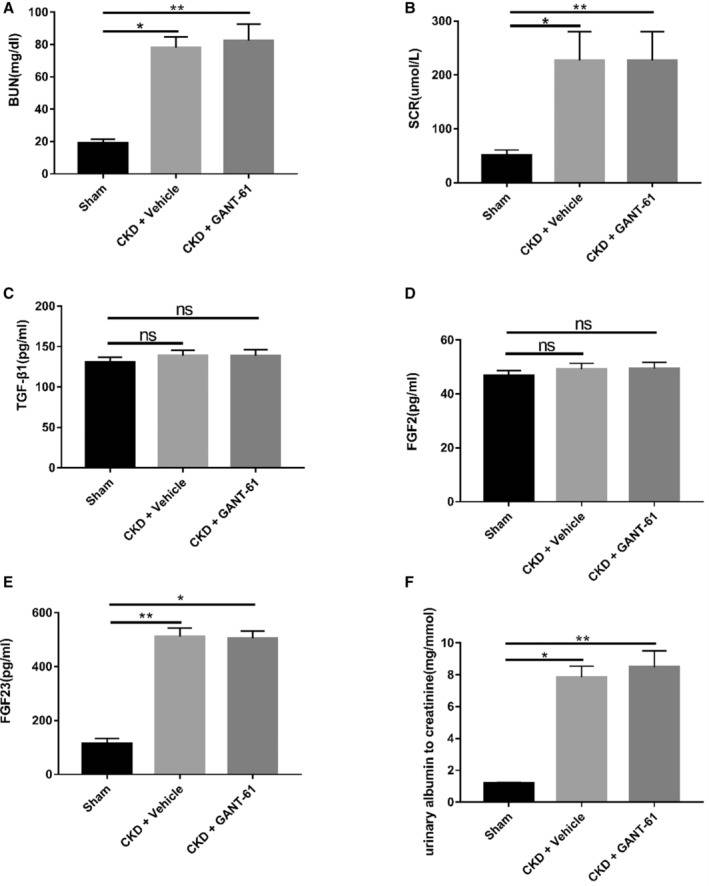 A
BUN(mg/dl)
100
80
60
40
20
0
*
**
Sham
CKD + Vehicle
CKD + GANT-61
B
SCR(umol/L)
300
200
100
0
*
**
Sham
CKD + Vehicle
CKD + GANT-61
C
TGF-β1(pg/ml)
200
150
100
50
0
ns
ns
Sham
CKD + Vehicle
CKD + GANT-61
D
FGF2(pg/ml)
60
40
20
0
ns
ns
Sham
CKD + Vehicle
CKD + GANT-61
E
FGF23(pg/ml)
600
400
200
0
*
**
Sham
CKD + Vehicle
CKD + GANT-61
F
urinary albumin to creatinine(mg/mmol)
10
8
6
4
2
0
**
*
Sham
CKD + Vehicle
CKD + GANT-61